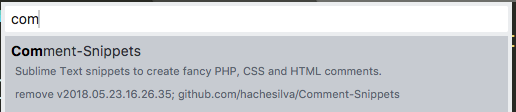 com
Comment-Snippets
Sublime Text snippets to create fancy PHP, CSS and HTML comments.
remove v2018.05.23.16.26.35; github.com/hachesilva/Comment-Snippets